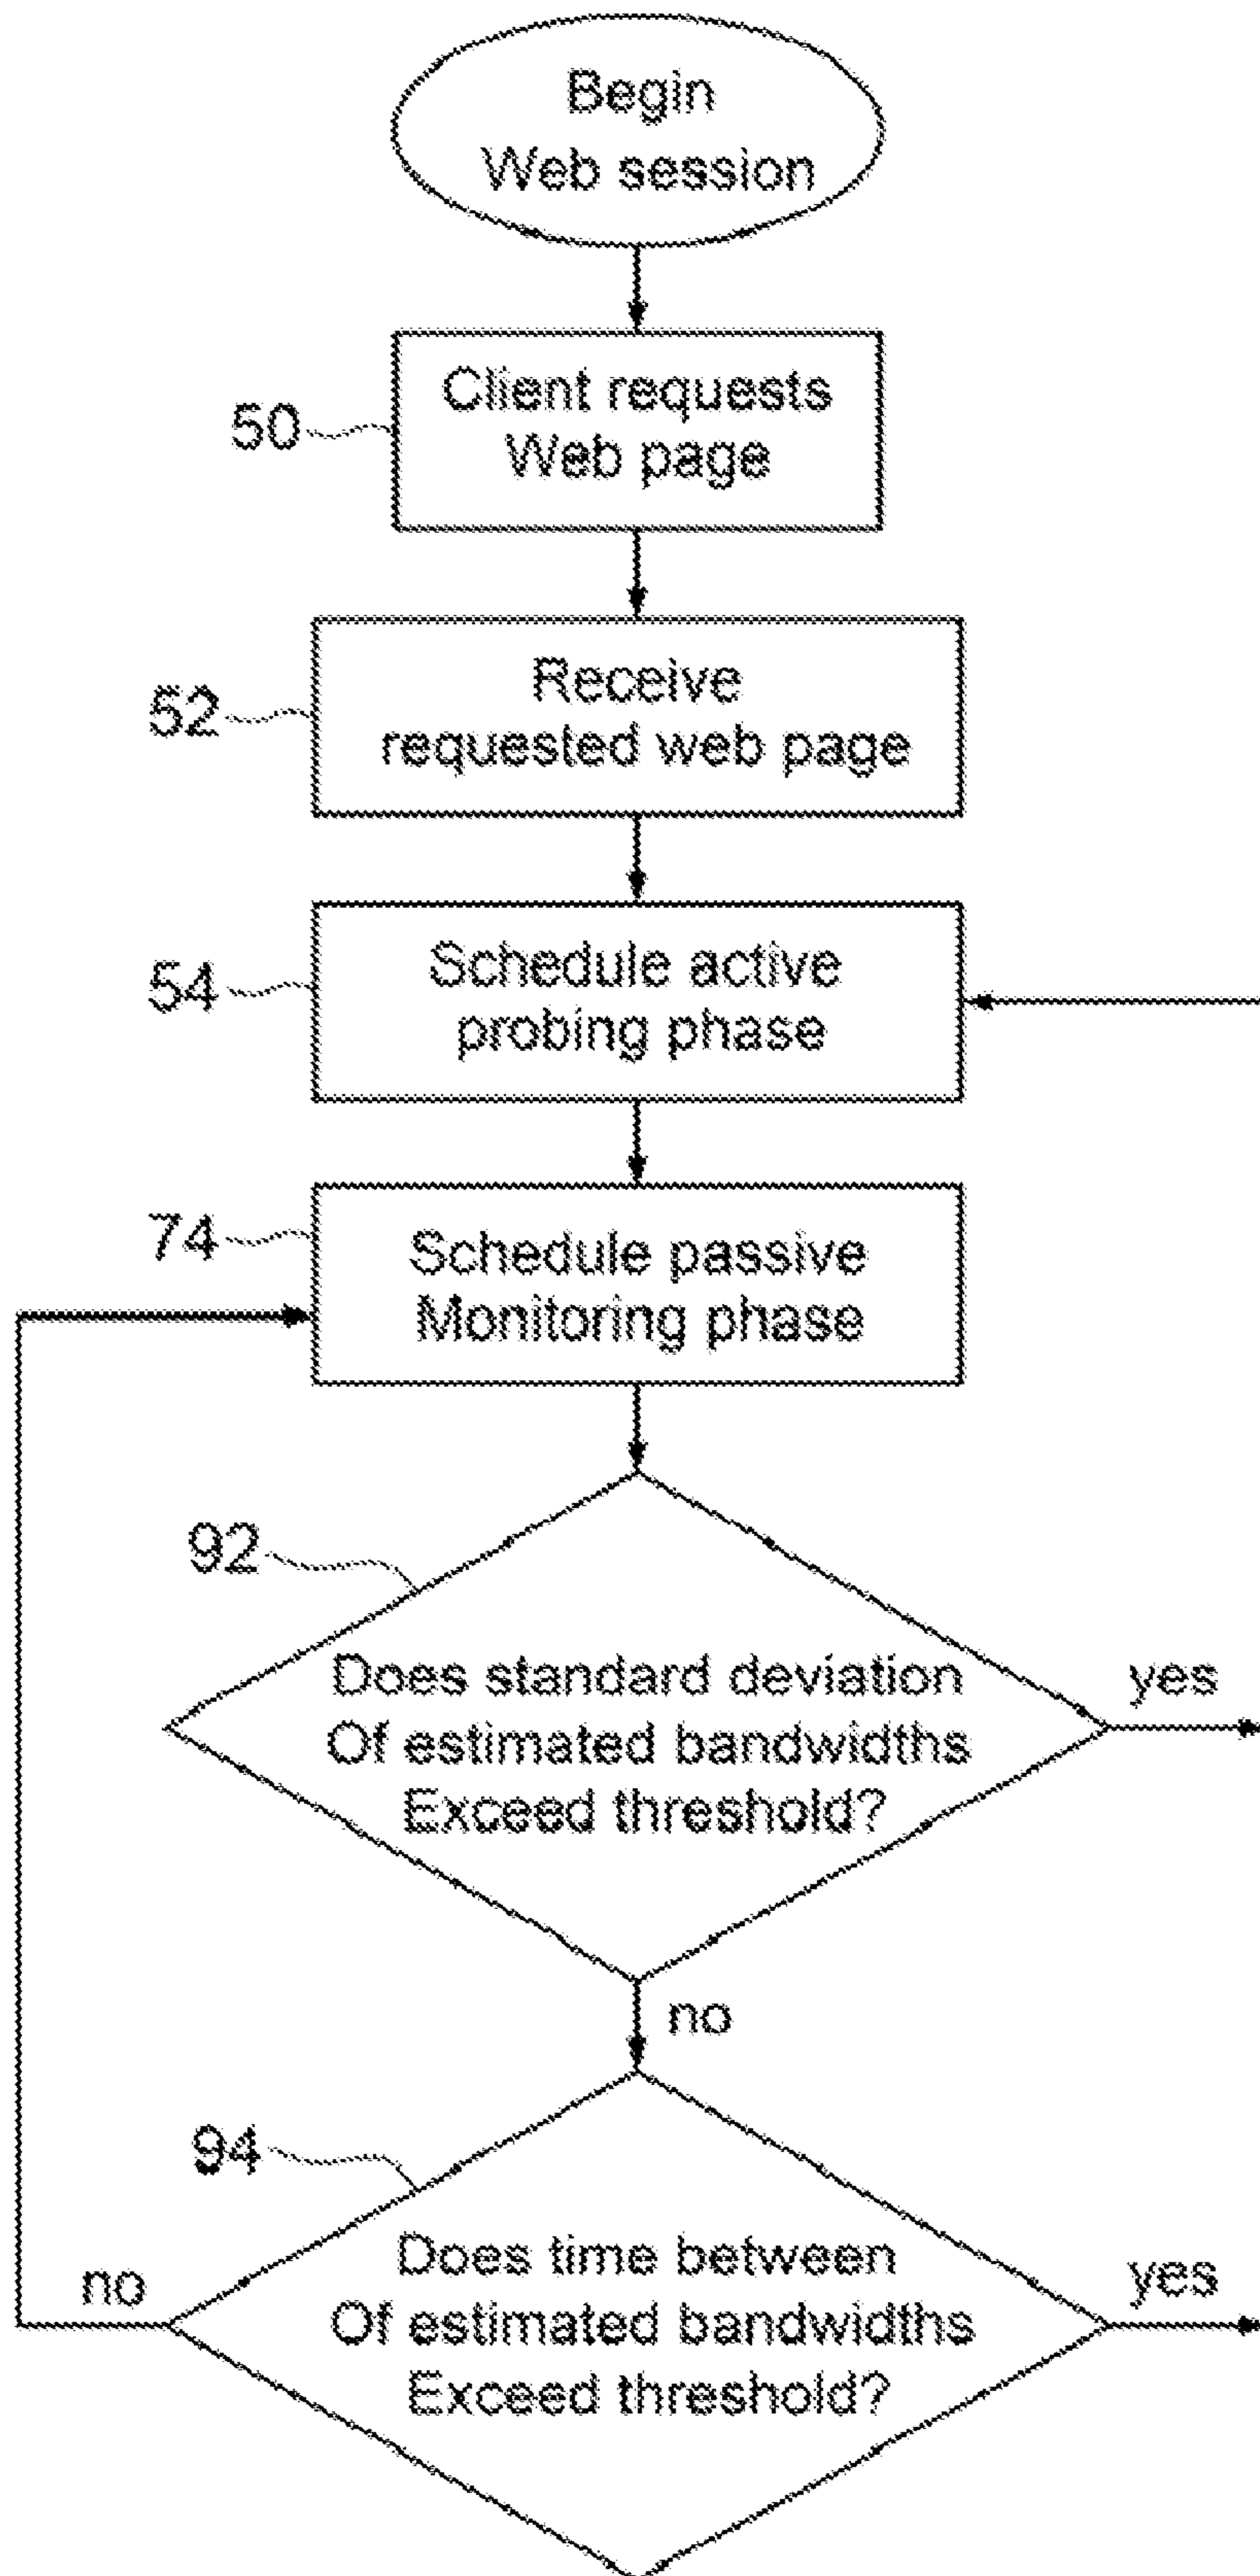 Begin
Web session
50
Client requests
Web page
52
Receive
requested web page
54
Schedule active
probing phase
74
Schedule passive
Monitoring phase
92
Does standard deviation
Of estimated bandwidths
Exceed threshold?
yes
no
94
Does time between
Of estimated bandwidths
Exceed threshold?
no
yes